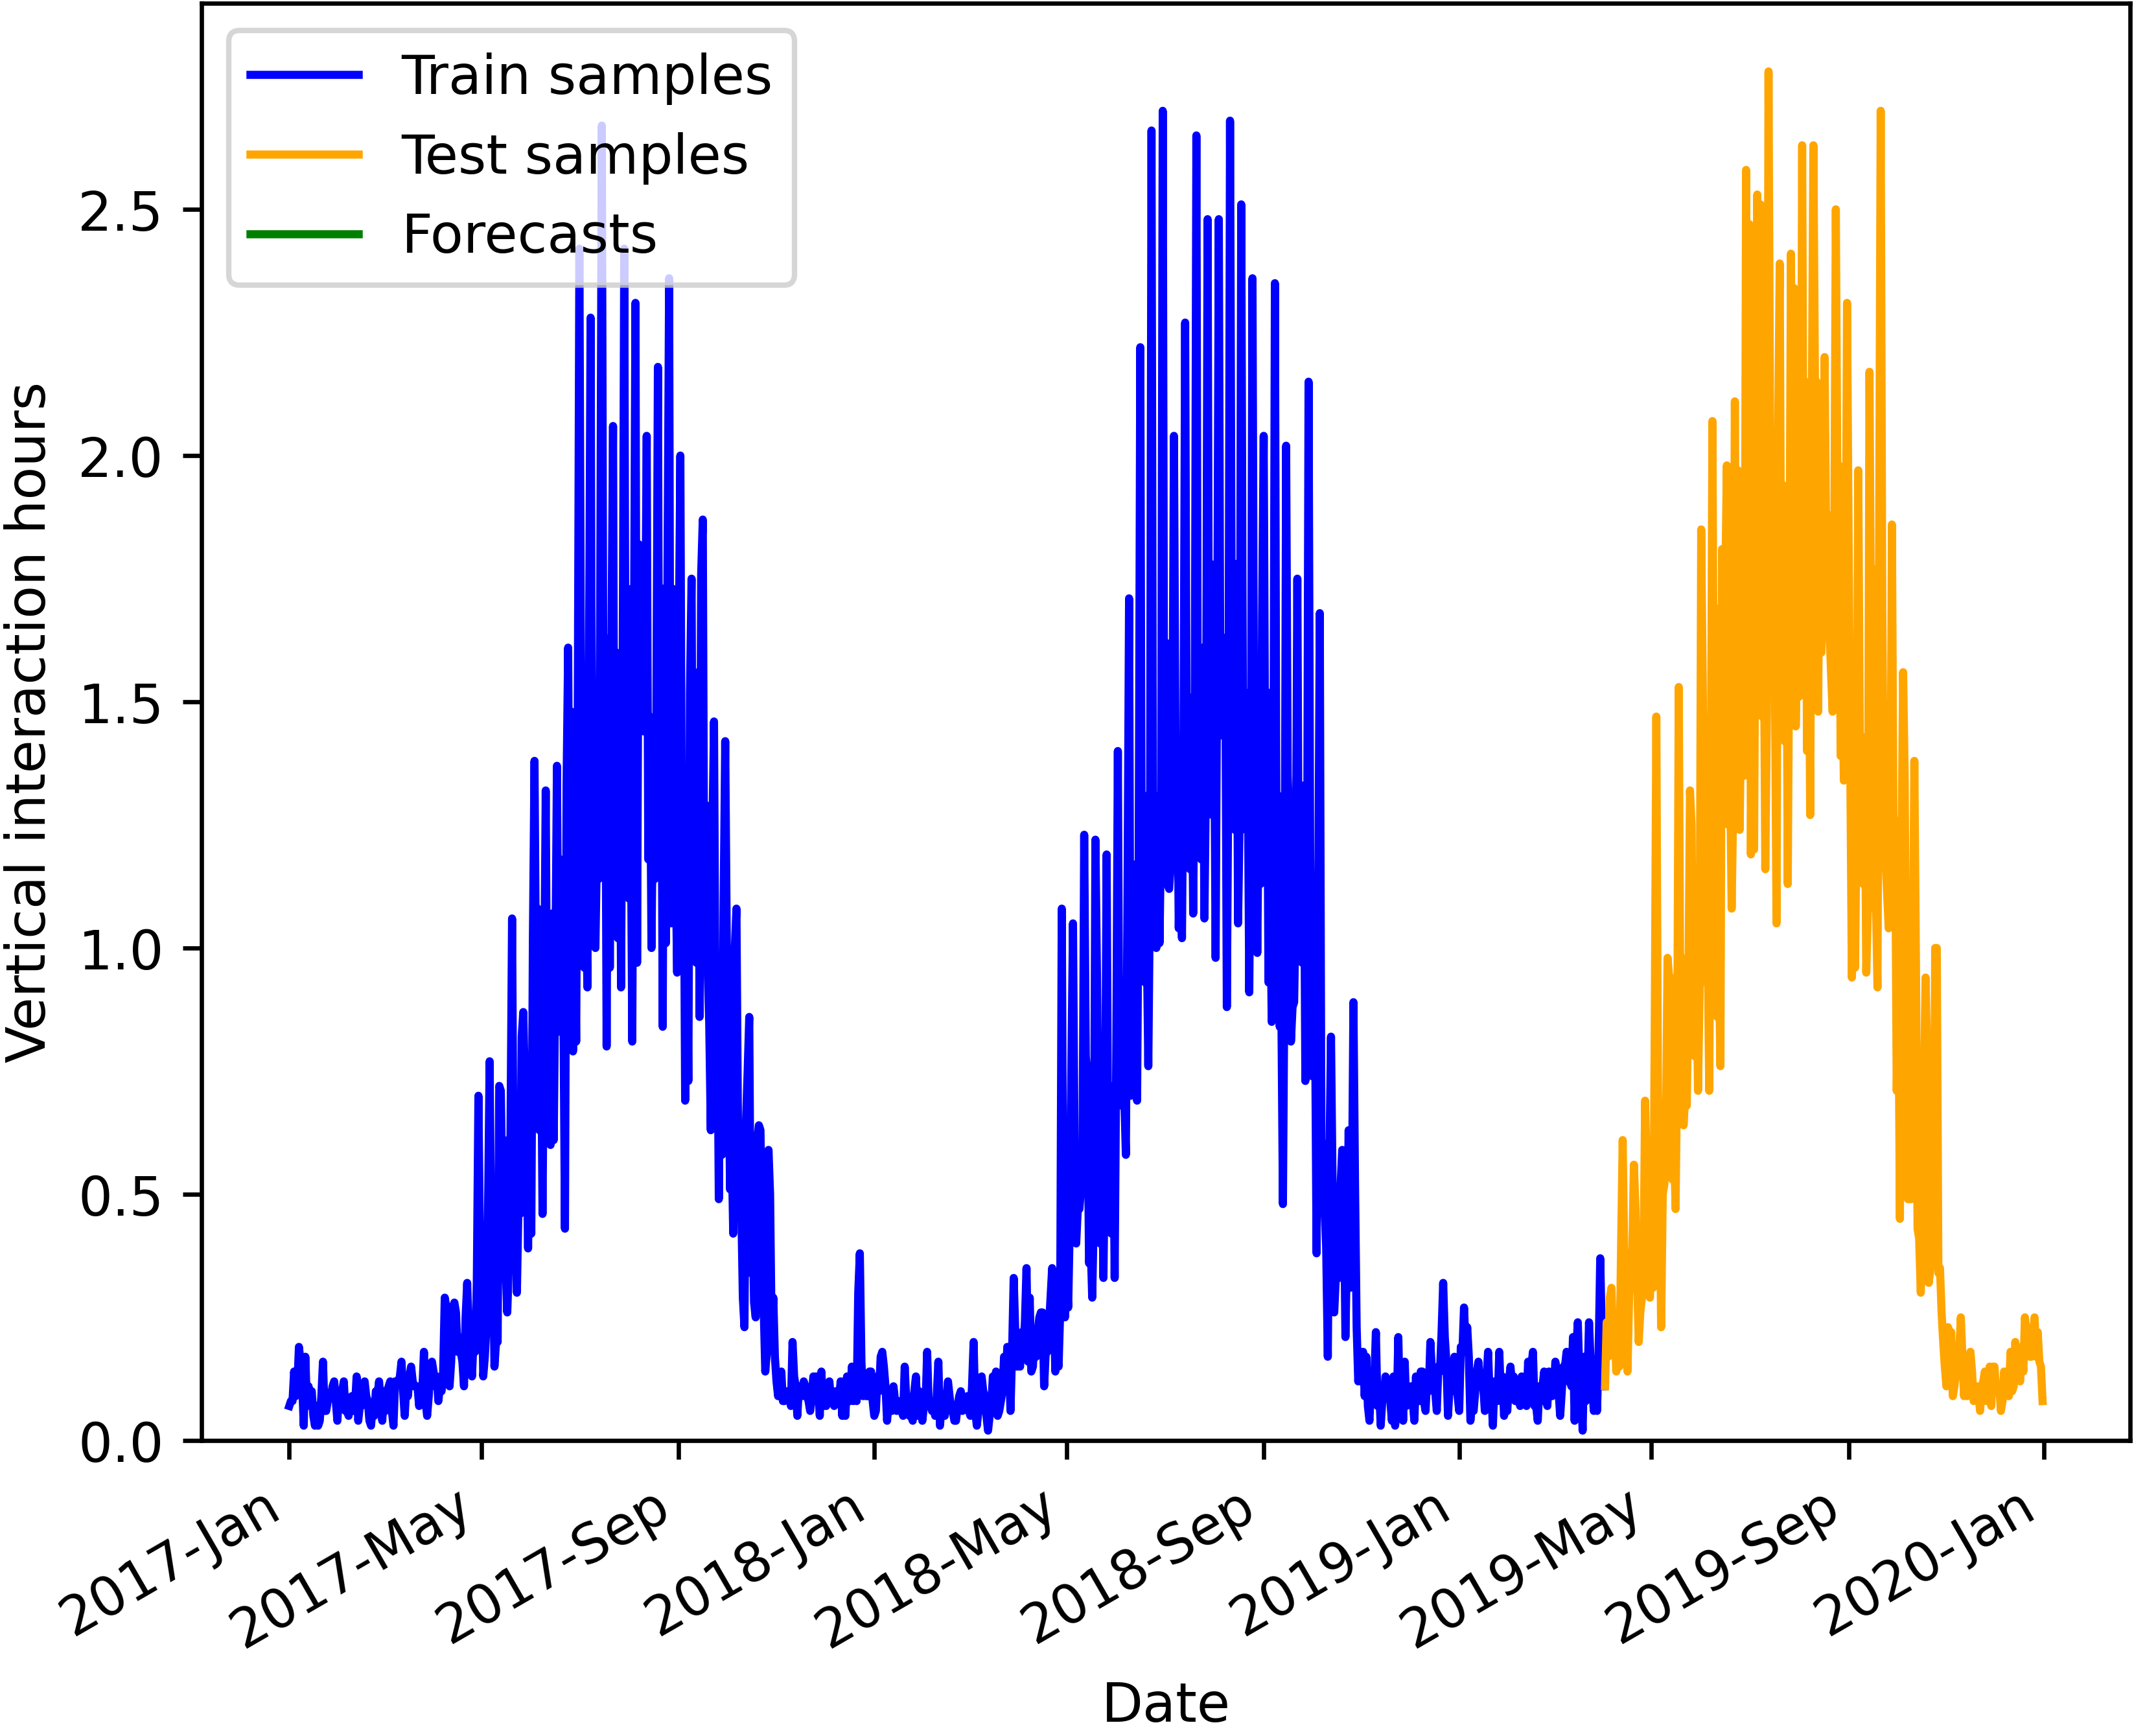 Train samples
Test samples
Forecasts
2.5
2.0
1.5
1.0
0.5
0.0
Vertical interaction hours
2017-Jan
2017-May
2017-Sep
2018-Jan
2018-May
2018-Sep
2019-Jan
2019-May
2019-Sep
2020-Jan
Date